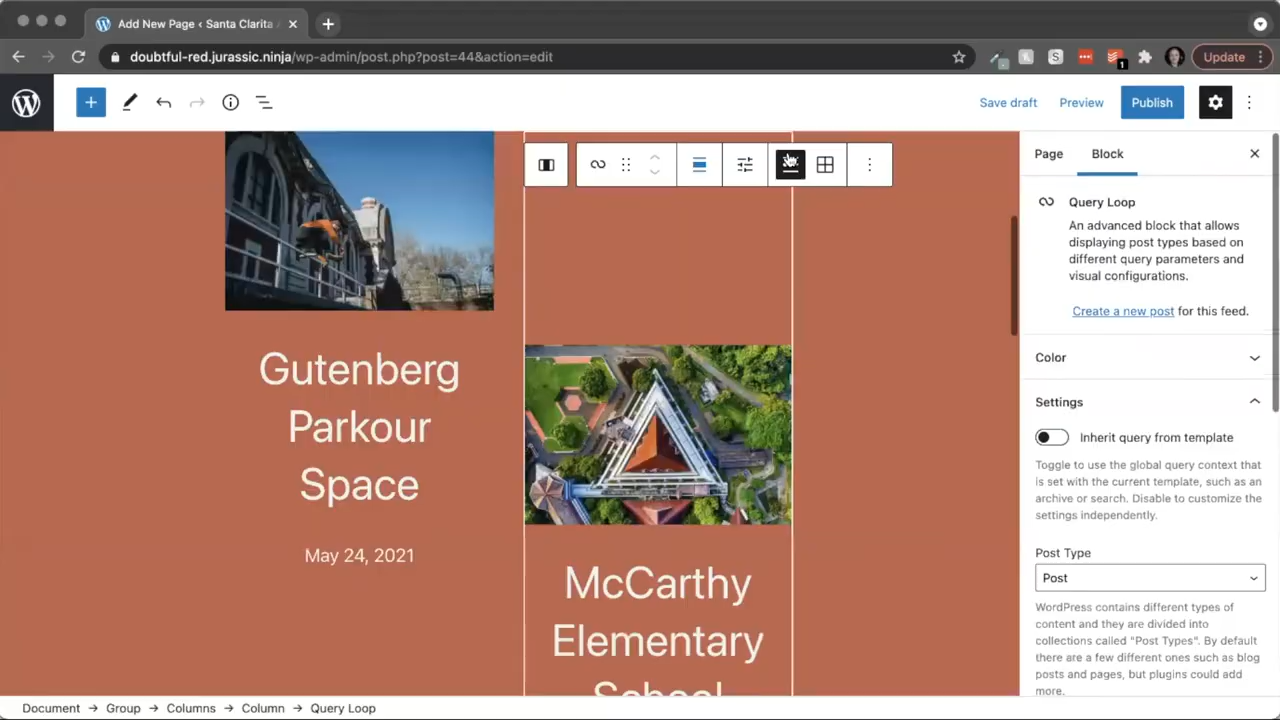 Add New Page ‹ Santa Clarita
doubtful-red.jurassic.ninja/wp-admin/post.php?post=44&action=edit
S
1
Update
Save draft
Preview
Publish
Gutenberg
Parkour
Space
May 24, 2021
McCarthy
Elementary
School
Page
Block
Query Loop
An advanced block that allows
displaying post types based on
different query parameters and
visual configurations.
Create a new post for this feed.
Color
Settings
Inherit query from template
Toggle to use the global query context that
is set with the current template, such as an
archive or search. Disable to customize the
settings independently.
Post Type
Post
WordPress contains different types of
content and they are divided into
collections called "Post Types". By default
there are a few different ones such as blog
posts and pages, but plugins could add
more.
Document → Group → Columns → Column → Query Loop